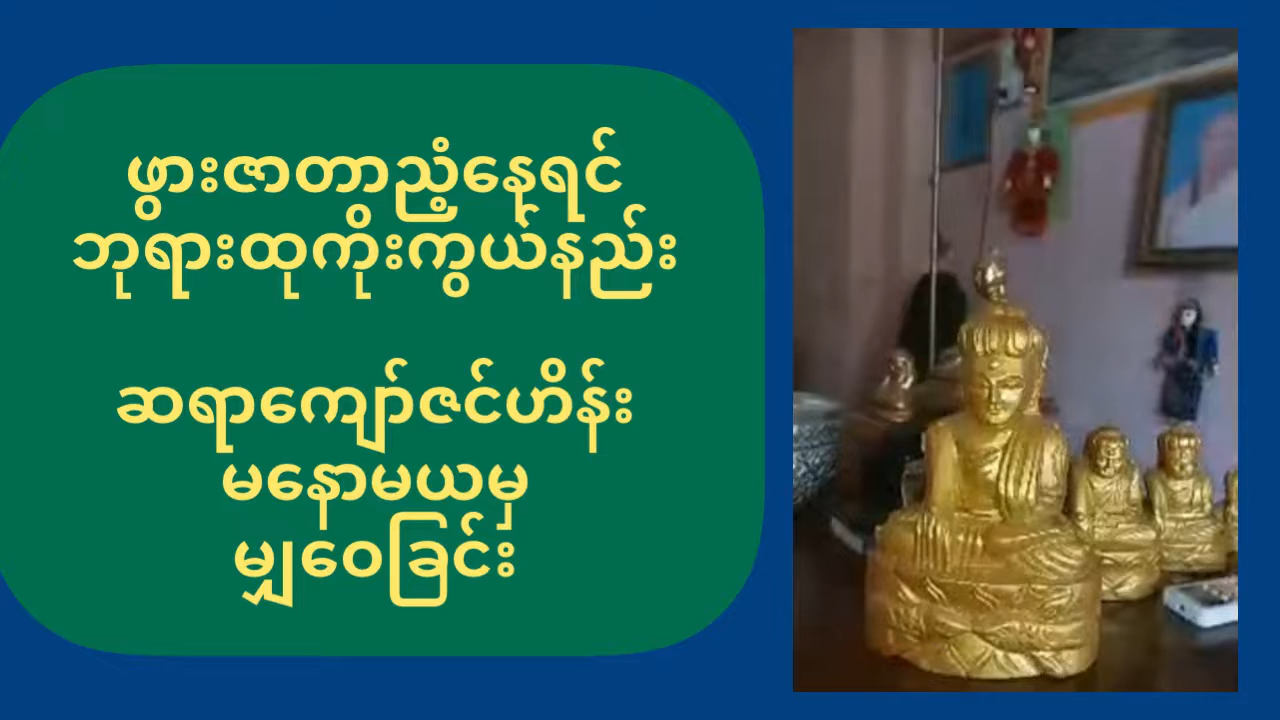 ဖွားဇာတာညံ့နေရင်
ဘုရားထုကိုးကွယ်နည်း
ဆရာကျော်ဇင်ဟိန်း
မနောမယမှ
မျှဝေခြင်း